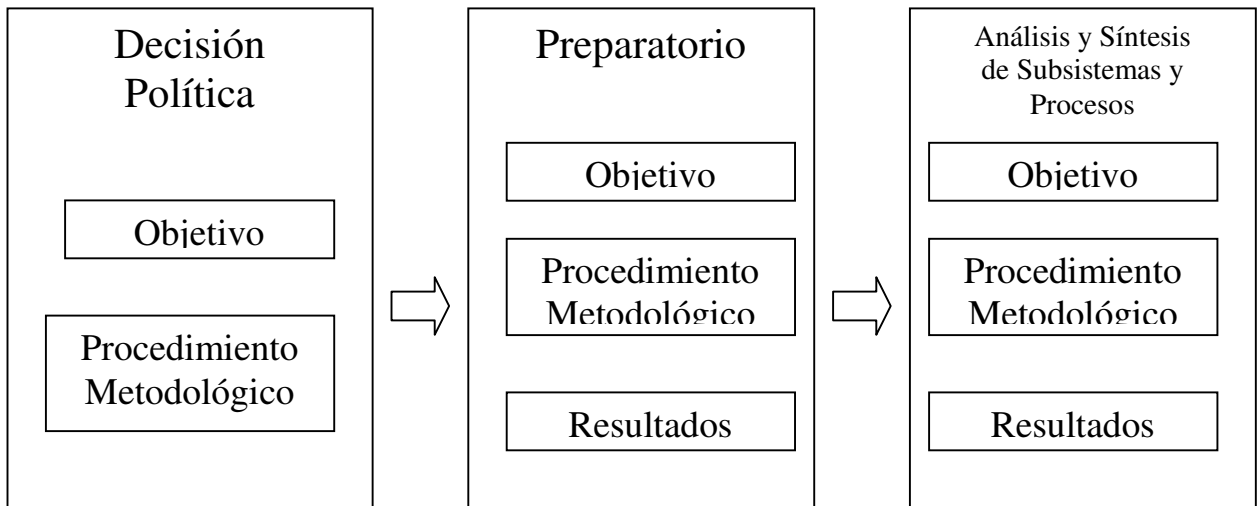 Decisión
Política
Objetivo
Procedimiento
Metodológico
Preparatorio
Objetivo
Procedimiento
Metodológico
Resultados
Análisis y Síntesis
de Subsistemas y
Procesos
Objetivo
Procedimiento
Metodológico
Resultados